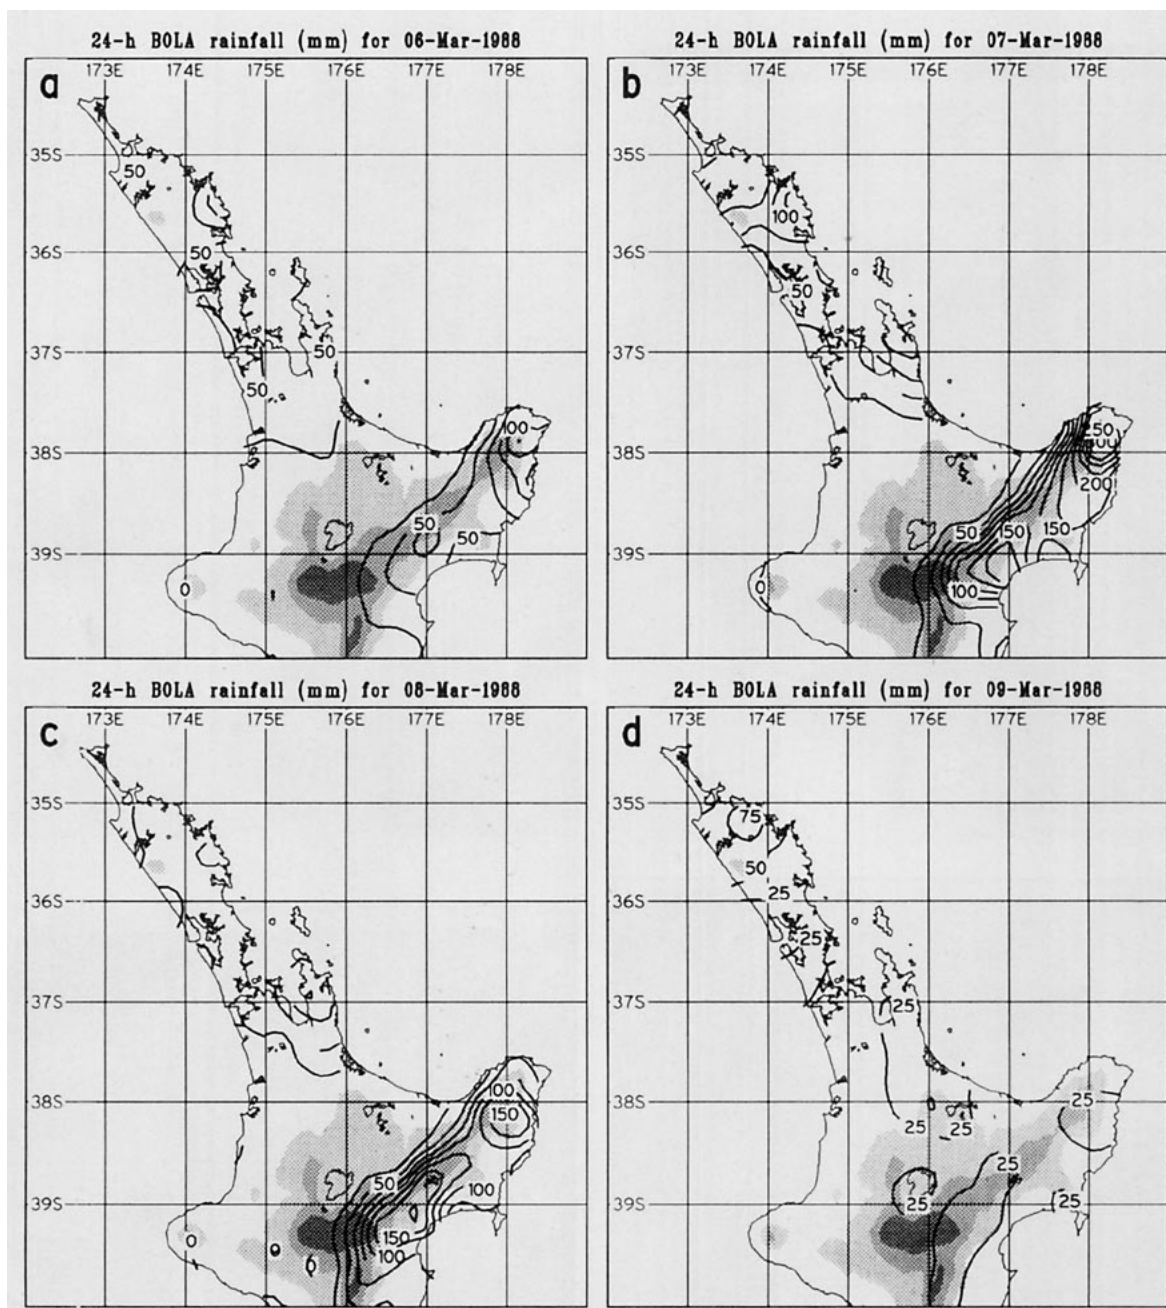 24-h BOLA rainfall (mm) for 06-Mar-1988
a
173E 174E 175E 176E 177E 178E
35S
50
50
36S
37S
50
50
38S
100
50
50
39S
0
24-h BOLA rainfall (mm) for 07-Mar-1988
b
173E 174E 175E 176E 177E 178E
35S
100
36S
50
37S
250
38S
200
50 150 150
39S
0
100
24-h BOLA rainfall (mm) for 08-Mar-1988
c
173E 174E 175E 176E 177E 178E
35S
36S
37S
100
38S
150
50
100
39S
0
150
100
24-h BOLA rainfall (mm) for 09-Mar-1988
d
173E 174E 175E 176E 177E 178E
35S
75
50
25
36S
25
37S
25
38S
25
25 25
25
25
25
39S